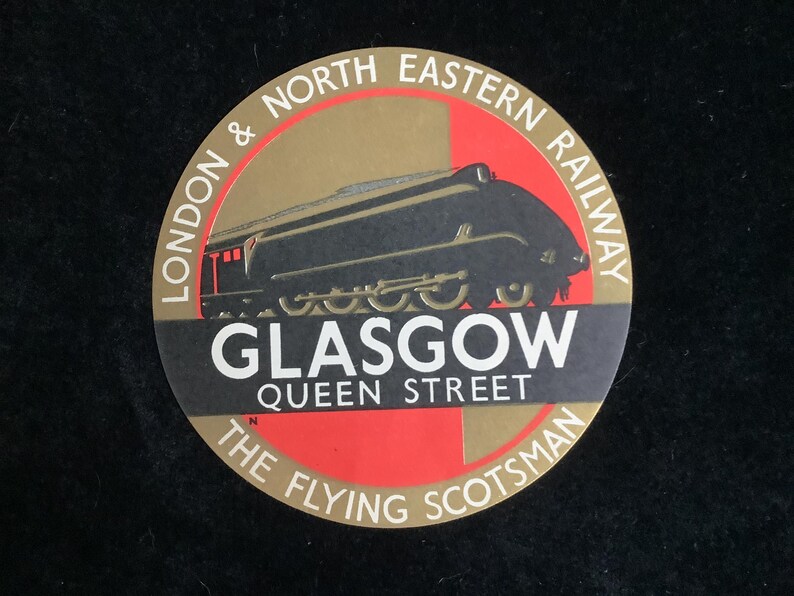 LONDON & NORTH EASTERN RAILWAY
GLASGOW
QUEEN STREET
N
THE FLYING SCOTSMAN